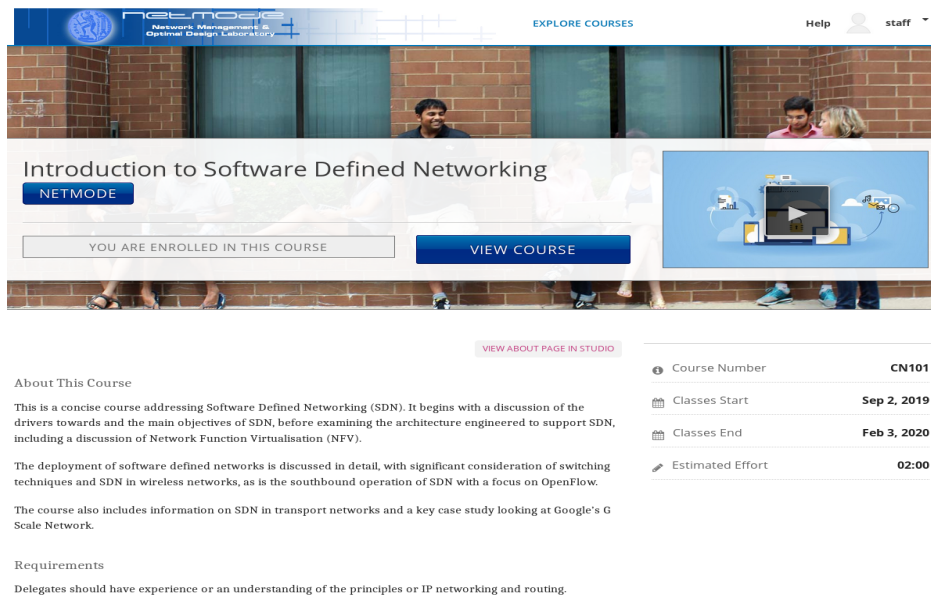 netmode
Network Management &
Optimal Design Laboratory
EXPLORE COURSES
Help
staff
Introduction to Software Defined Networking
NETMODE
YOU ARE ENROLLED IN THIS COURSE
VIEW COURSE
VIEW ABOUT PAGE IN STUDIO
About This Course
This is a concise course addressing Software Defined Networking (SDN). It begins with a discussion of the
drivers towards and the main objectives of SDN, before examining the architecture engineered to support SDN,
including a discussion of Network Function Virtualisation (NFV).
The deployment of software defined networks is discussed in detail, with significant consideration of switching
techniques and SDN in wireless networks, as is the southbound operation of SDN with a focus on OpenFlow.
The course also includes information on SDN in transport networks and a key case study looking at Google's G
Scale Network.
Requirements
Delegates should have experience or an understanding of the principles or IP networking and routing.
Course Number CN101
Classes Start Sep 2, 2019
Classes End Feb 3, 2020
Estimated Effort 02:00